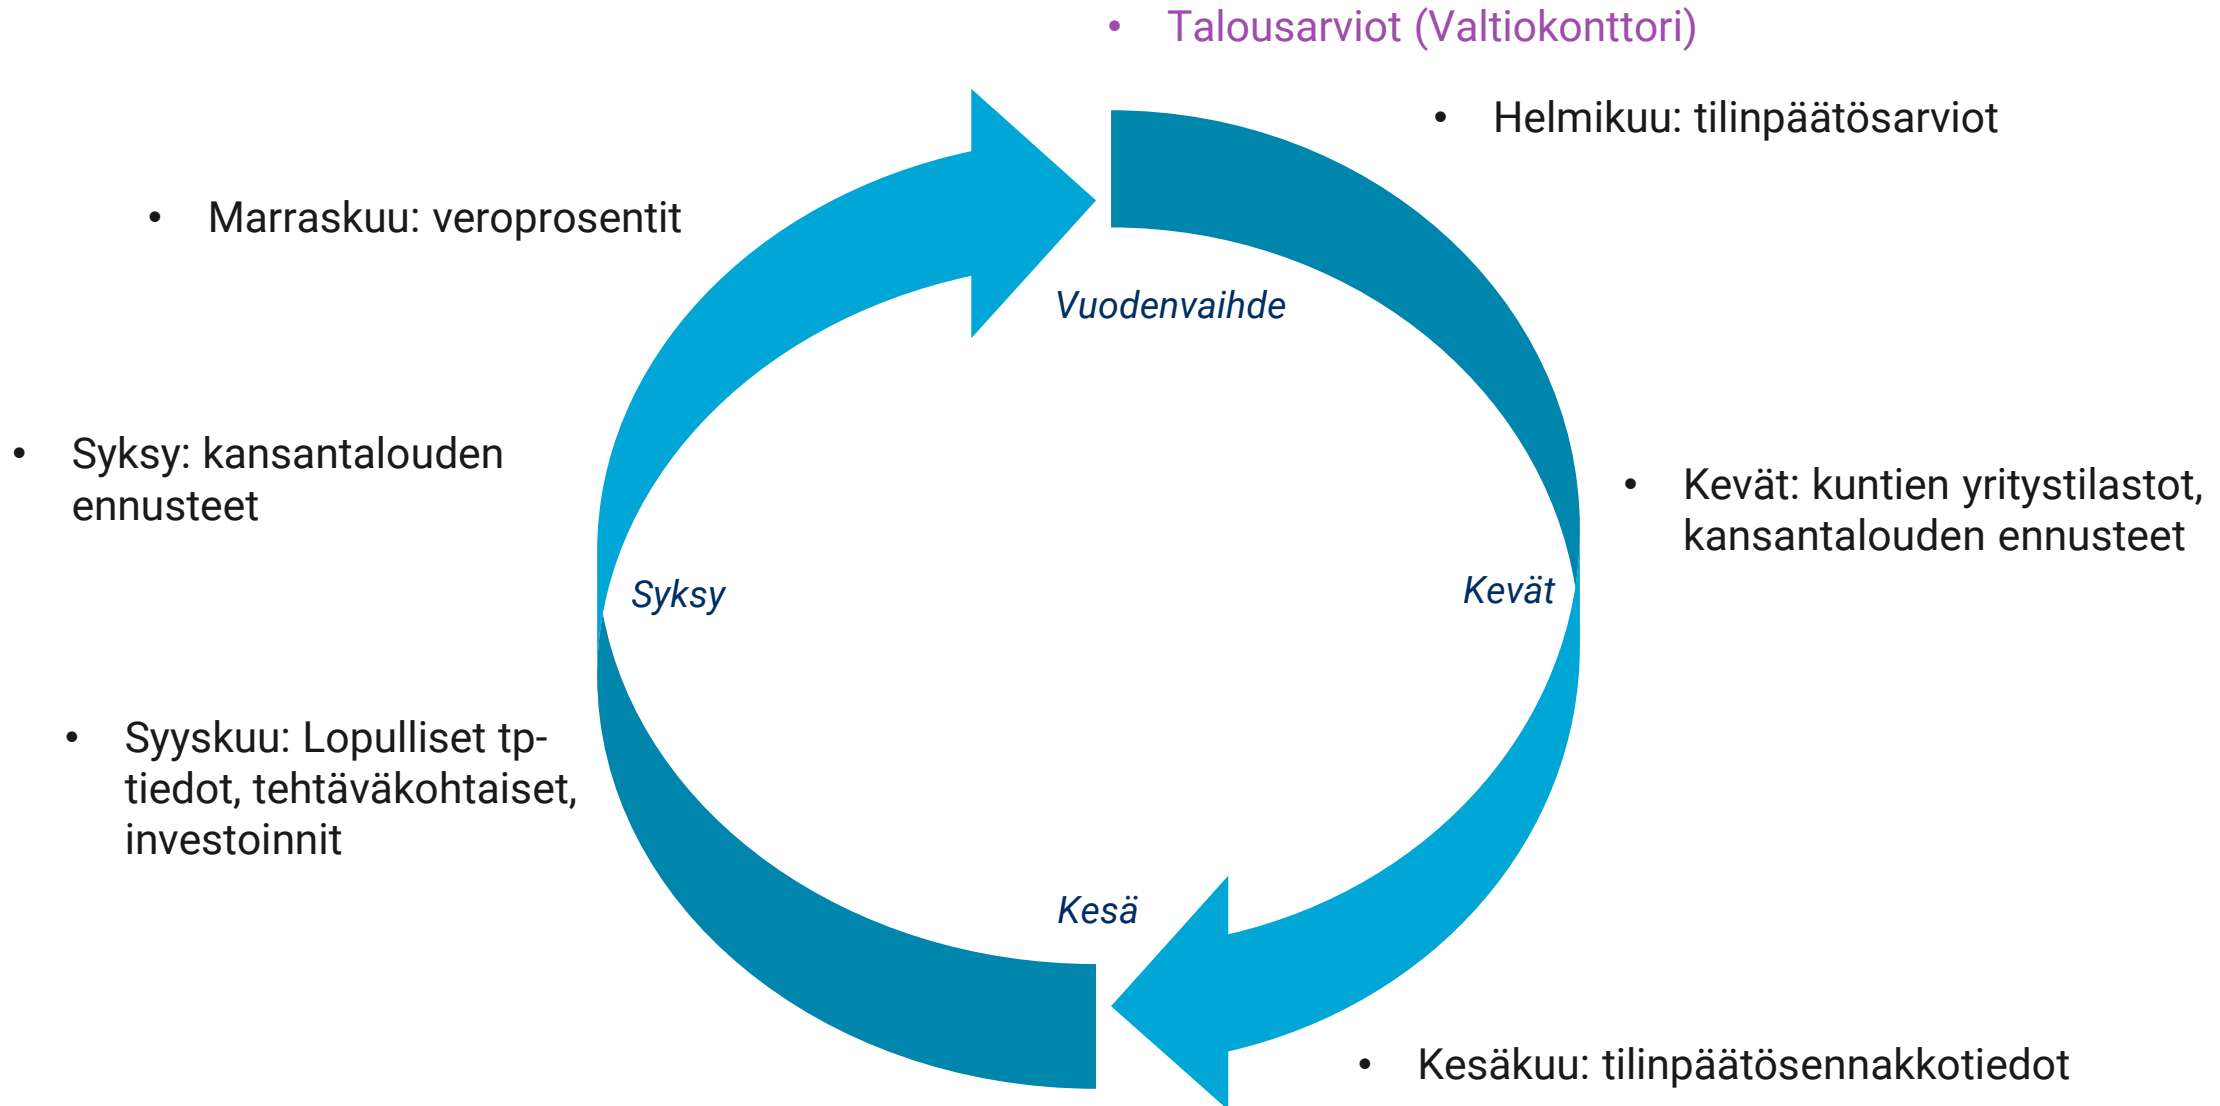 • Talousarviot (Valtiokonttori)
• Helmikuu: tilinpäätösarviot
• Marraskuu: veroprosentit
Vuodenvaihde
• Syksy: kansantalouden
ennusteet
• Kevät: kuntien yritystilastot,
kansantalouden ennusteet
Syksy
Kevät
• Syyskuu: Lopulliset tp-
tiedot, tehtäväkohtaiset,
investoinnit
Kesä
• Kesäkuu: tilinpäätösennakkotiedot